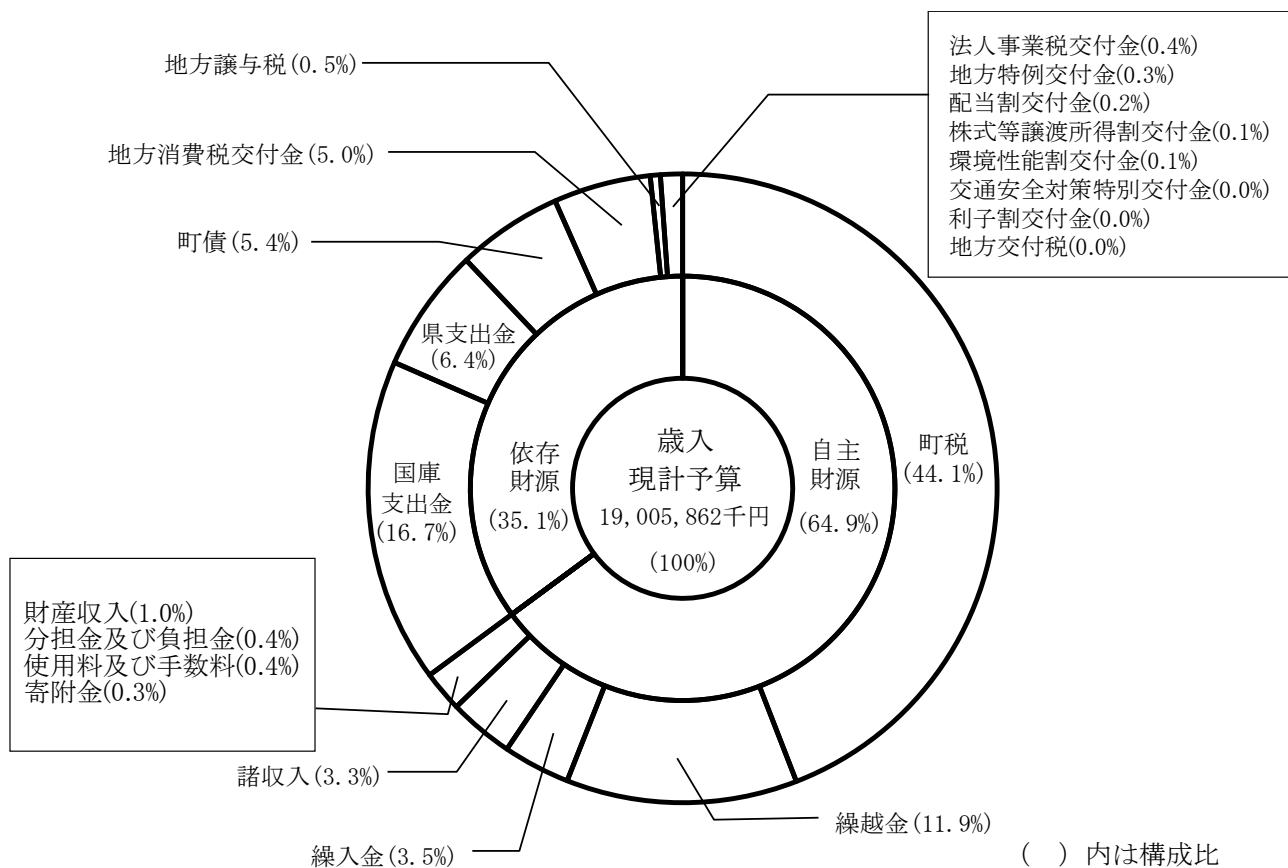 法人事業税交付金(0.4%)
地方特例交付金(0.3%)
配当割交付金(0.2%)
株式等譲渡所得割交付金(0.1%)
環境性能割交付金(0.1%)
交通安全対策特別交付金(0.0%)
利子割交付金(0.0%)
地方交付税(0.0%)
地方譲与税(0.5%)
地方消費税交付金(5.0%)
町債(5.4%)
県支出金
(6.4%)
国庫
支出金
(16.7%)
依存
財源
(35.1%)
歳入
現計予算
19,005,862千円
(100%)
自主
財源
(64.9%)
町税
(44.1%)
財産収入(1.0%)
分担金及び負担金(0.4%)
使用料及び手数料(0.4%)
寄附金(0.3%)
諸収入(3.3%)
繰入金(3.5%)
繰越金(11.9%)
(　)内は構成比